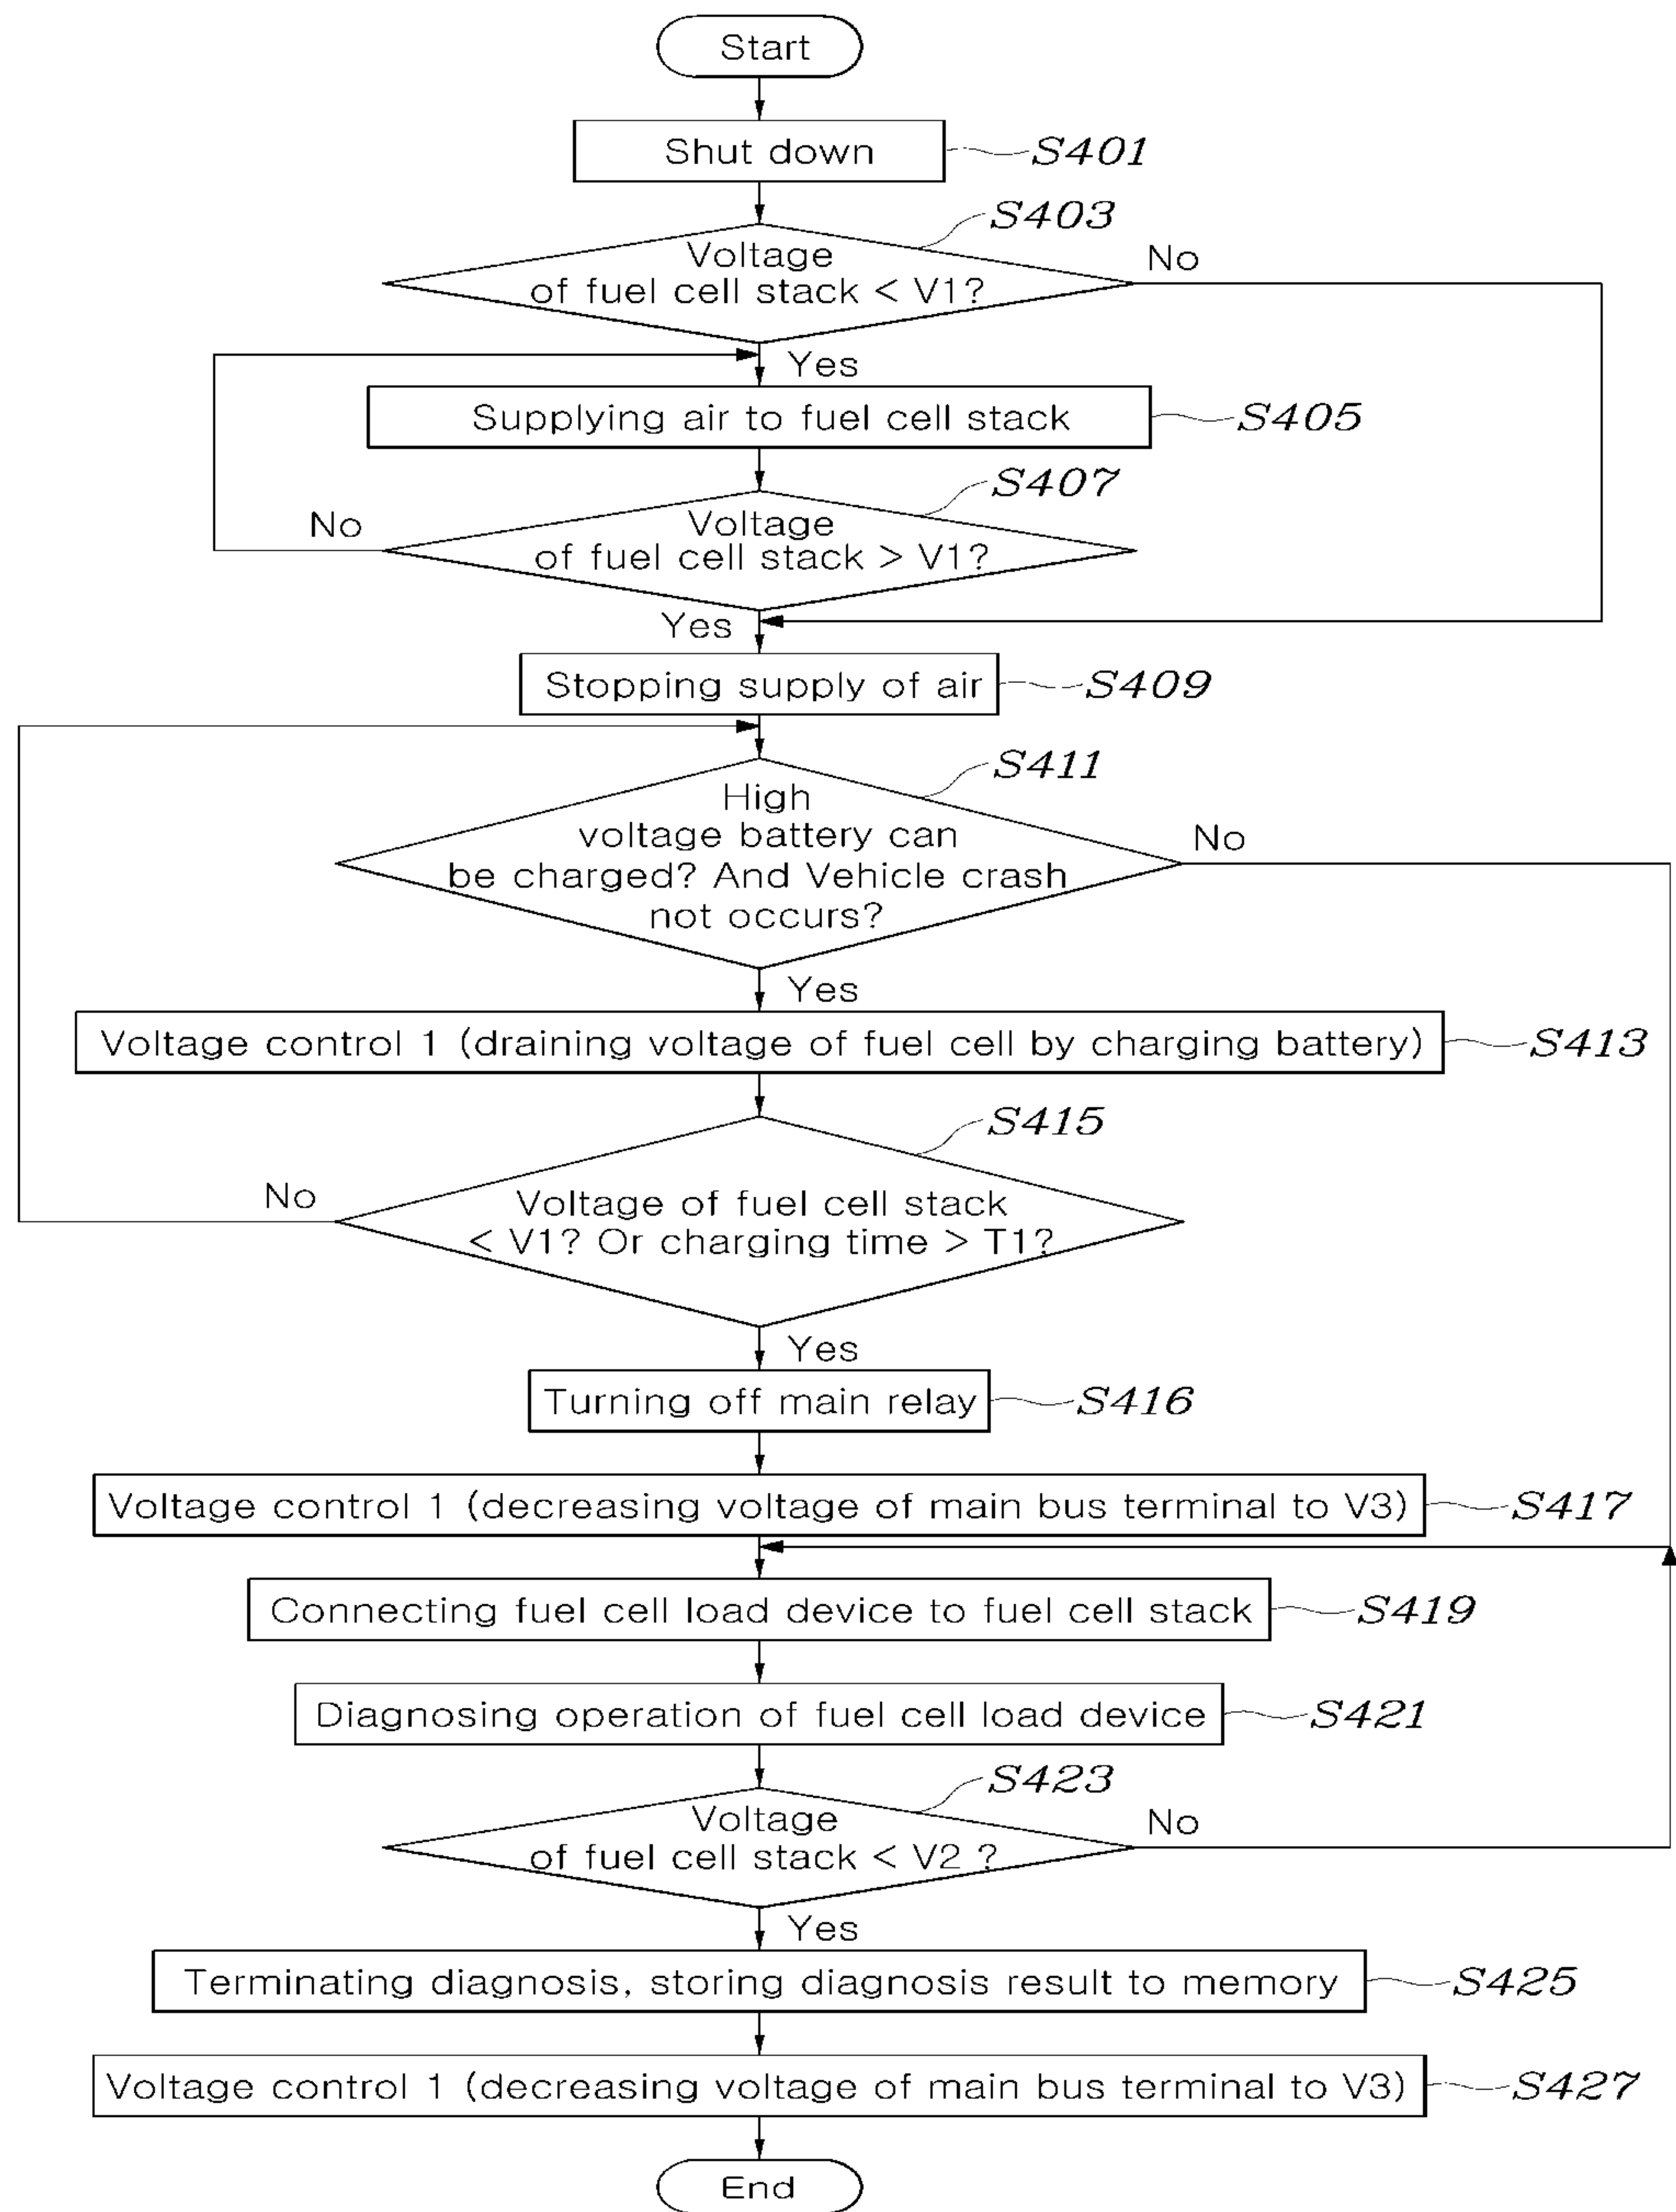 Start
Shut down
S401
S403
Voltage
of fuel cell stack < V1?
No
Yes
Supplying air to fuel cell stack
S405
S407
Voltage
of fuel cell stack > V1?
No
Yes
Stopping supply of air
S409
S411
High
voltage battery can
be charged? And Vehicle crash
not occurs?
No
Yes
Voltage control 1 (draining voltage of fuel cell by charging battery)
S413
S415
Voltage of fuel cell stack
< V1? Or charging time > T1?
No
Yes
Turning off main relay
S416
Voltage control 1 (decreasing voltage of main bus terminal to V3)
S417
Connecting fuel cell load device to fuel cell stack
S419
Diagnosing operation of fuel cell load device
S421
S423
Voltage
of fuel cell stack < V2 ?
No
Yes
Terminating diagnosis, storing diagnosis result to memory
S425
Voltage control 1 (decreasing voltage of main bus terminal to V3)
S427
End